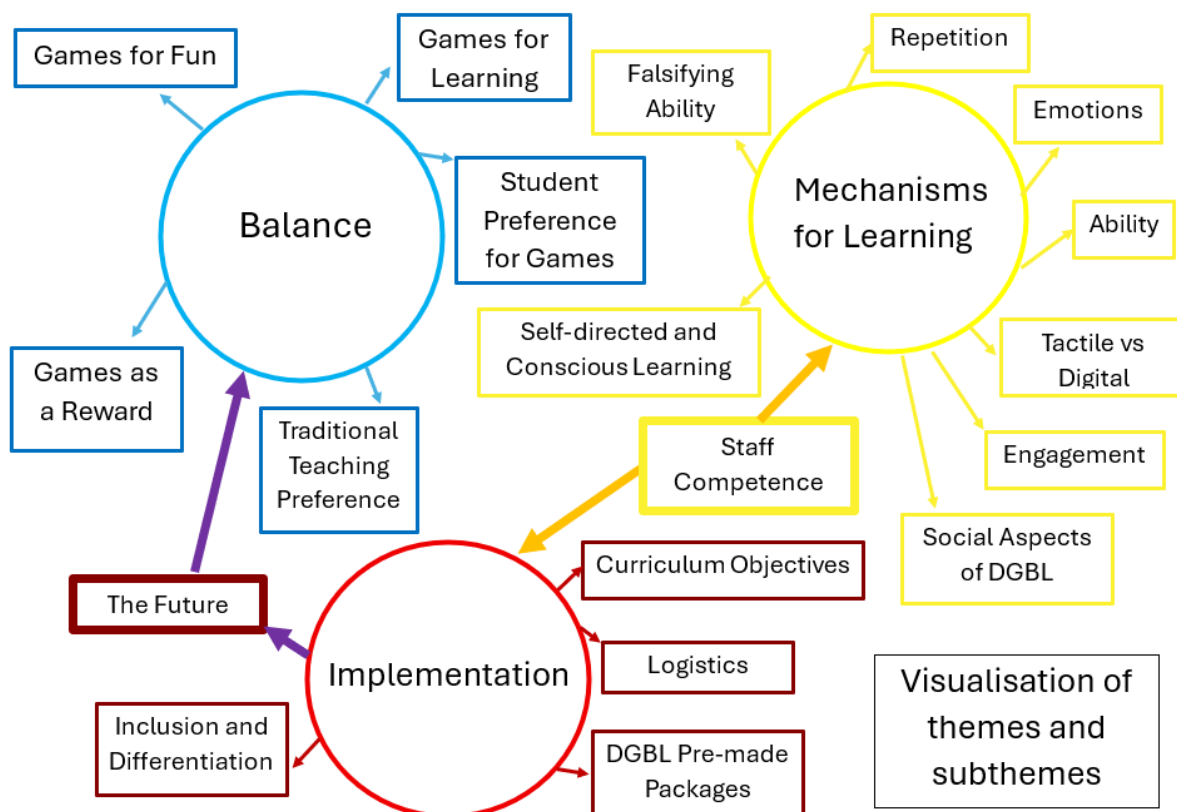 Games for Fun
Games for
Learning
Balance
Student
Preference
for Games
Games as
a Reward
Traditional
Teaching
Preference
Repetition
Falsifying
Ability
Emotions
Mechanisms
for Learning
Ability
Self-directed and
Conscious Learning
Tactile vs
Digital
Staff
Competence
Engagement
Social Aspects
of DGBL
The Future
Implementation
Curriculum Objectives
Logistics
Inclusion and
Differentiation
DGBL Pre-made
Packages
Visualisation of
themes and
subthemes